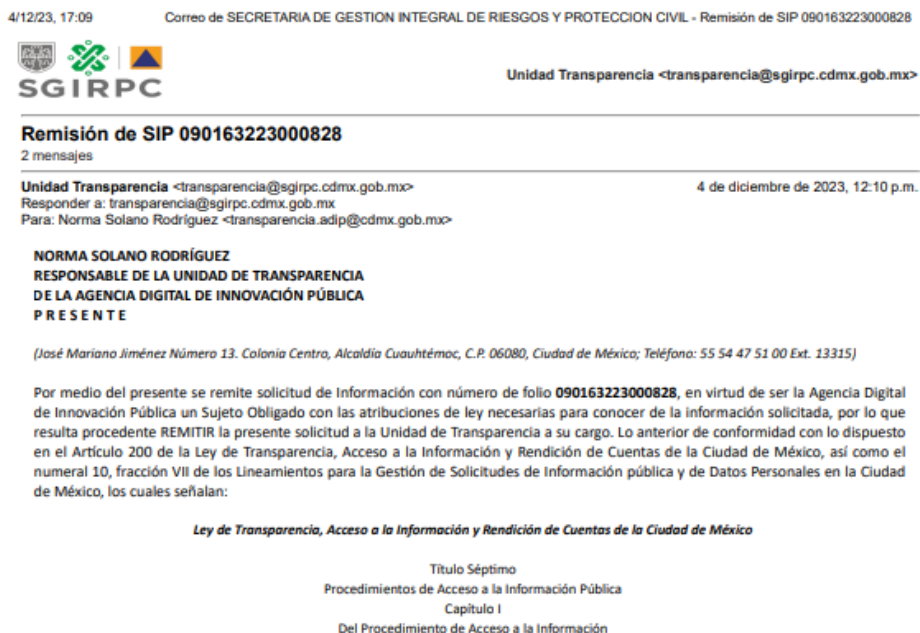 4/12/23, 17:09 Correo de SECRETARIA DE GESTION INTEGRAL DE RIESGOS Y PROTECCION CIVIL - Remisión de SIP 090163223000828
SGIRPC
Unidad Transparencia <transparencia@sgirpc.cdmx.gob.mx>
Remisión de SIP 090163223000828
2 mensajes
Unidad Transparencia <transparencia@sgirpc.cdmx.gob.mx> 4 de diciembre de 2023, 12:10 p.m.
Responder a: transparencia@sgirpc.cdmx.gob.mx
Para: Norma Solano Rodríguez <transparencia.adip@cdmx.gob.mx>
NORMA SOLANO RODRÍGUEZ
RESPONSABLE DE LA UNIDAD DE TRANSPARENCIA
DE LA AGENCIA DIGITAL DE INNOVACIÓN PÚBLICA
P R E S E N T E
(José Mariano Jiménez Número 13. Colonia Centro, Alcaldía Cuauhtémoc, C.P. 06080, Ciudad de México; Teléfono: 55 54 47 51 00 Ext. 13315)
Por medio del presente se remite solicitud de Información con número de folio 090163223000828, en virtud de ser la Agencia Digital
de Innovación Pública un Sujeto Obligado con las atribuciones de ley necesarias para conocer de la información solicitada, por lo que
resulta procedente REMITIR la presente solicitud a la Unidad de Transparencia a su cargo. Lo anterior de conformidad con lo dispuesto
en el Artículo 200 de la Ley de Transparencia, Acceso a la Información y Rendición de Cuentas de la Ciudad de México, así como el
numeral 10, fracción VII de los Lineamientos para la Gestión de Solicitudes de Información pública y de Datos Personales en la Ciudad
de México, los cuales señalan:
Ley de Transparencia, Acceso a la Información y Rendición de Cuentas de la Ciudad de México
Título Séptimo
Procedimientos de Acceso a la Información Pública
Capítulo I
Del Procedimiento de Acceso a la Información